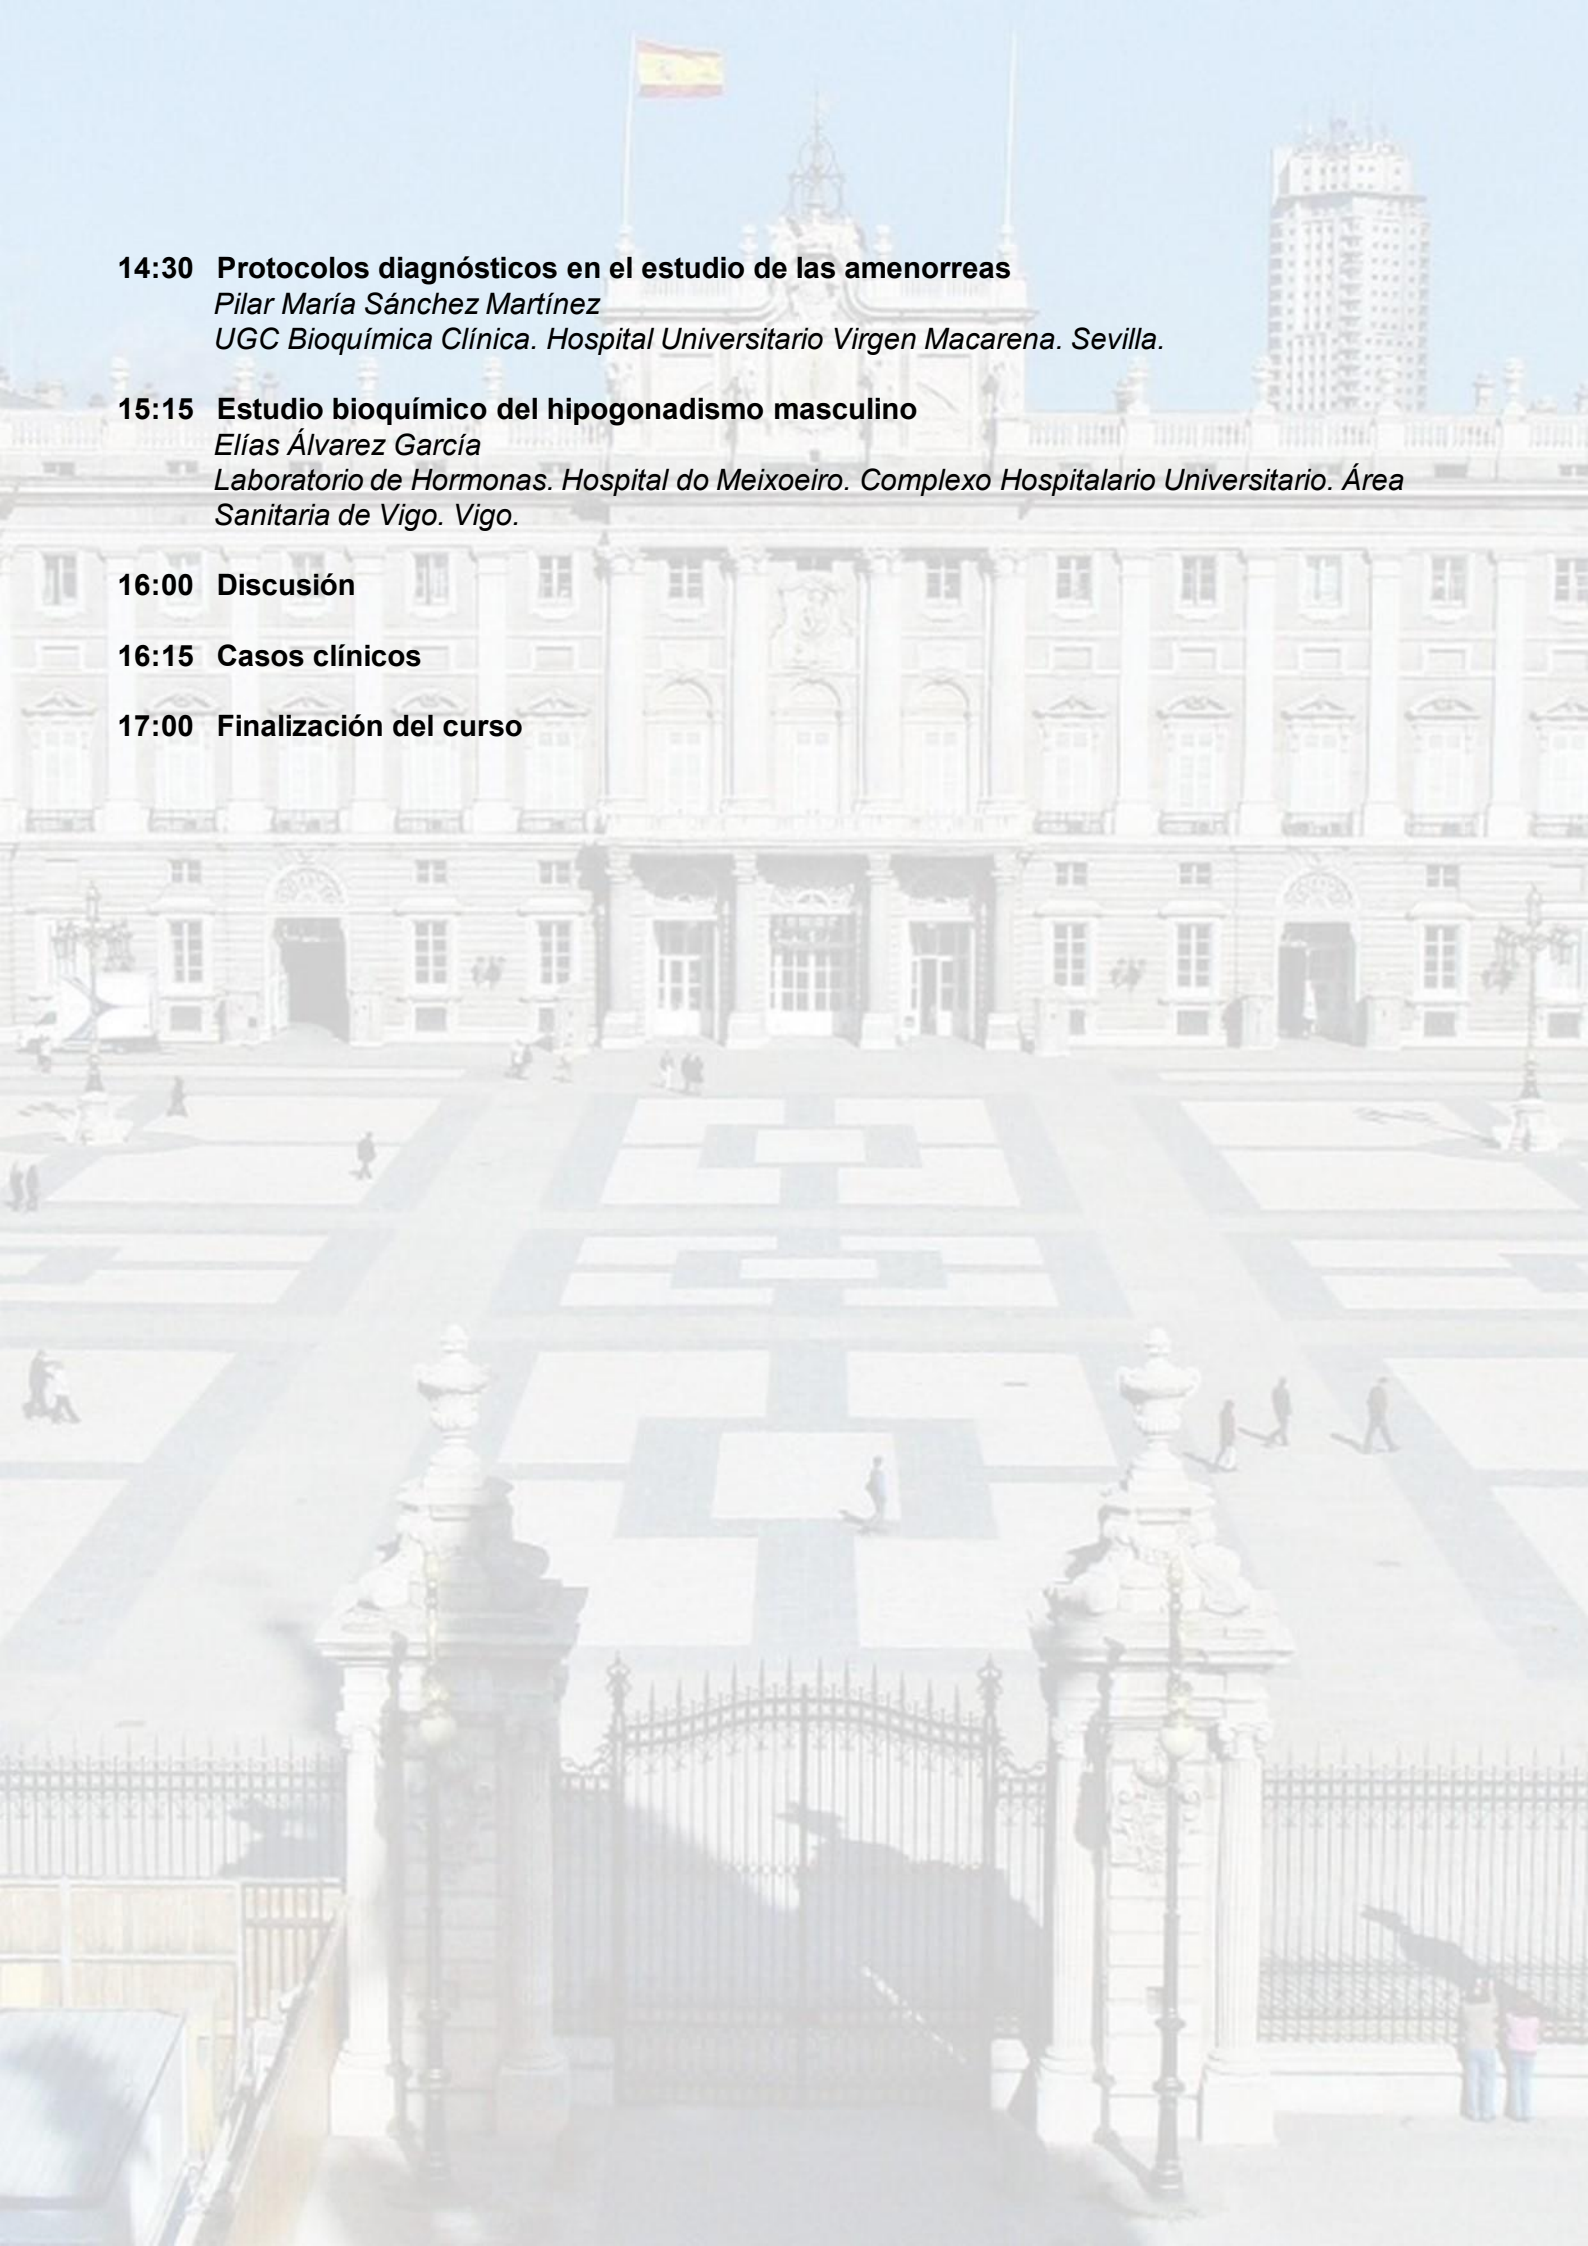 14:30 Protocolos diagnósticos en el estudio de las amenorreas
Pilar María Sánchez Martínez
UGC Bioquímica Clínica. Hospital Universitario Virgen Macarena. Sevilla.
15:15 Estudio bioquímico del hipogonadismo masculino
Elías Álvarez García
Laboratorio de Hormonas. Hospital do Meixoeiro. Complexo Hospitalario Universitario. Área
Sanitaria de Vigo. Vigo.
16:00 Discusión
16:15 Casos clínicos
17:00 Finalización del curso